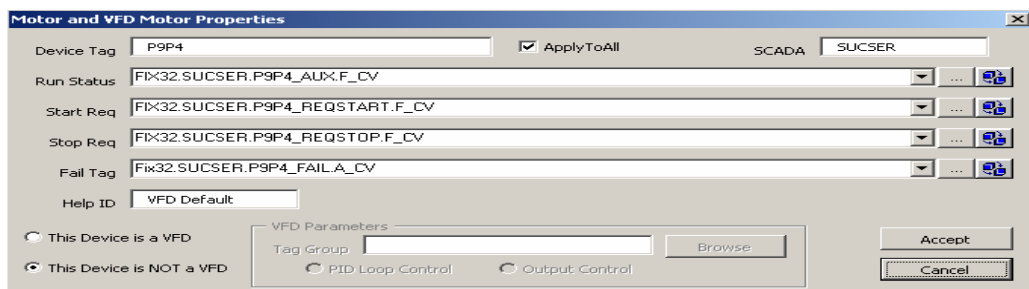 Motor and VFD Motor Properties
Device Tag P9P4 ApplyToAll SCADA SUCSER
Run Status FIX32.SUCSER.P9P4_AUX.F_CV ...
Start Req FIX32.SUCSER.P9P4_REQSTART.F_CV ...
Stop Req FIX32.SUCSER.P9P4_REQSTOP.F_CV ...
Fail Tag Fix32.SUCSER.P9P4_FAIL.A_CV ...
Help ID VFD Default
This Device is a VFD
This Device is NOT a VFD
VFD Parameters
Tag Group Browse
PID Loop Control Output Control
Accept
Cancel